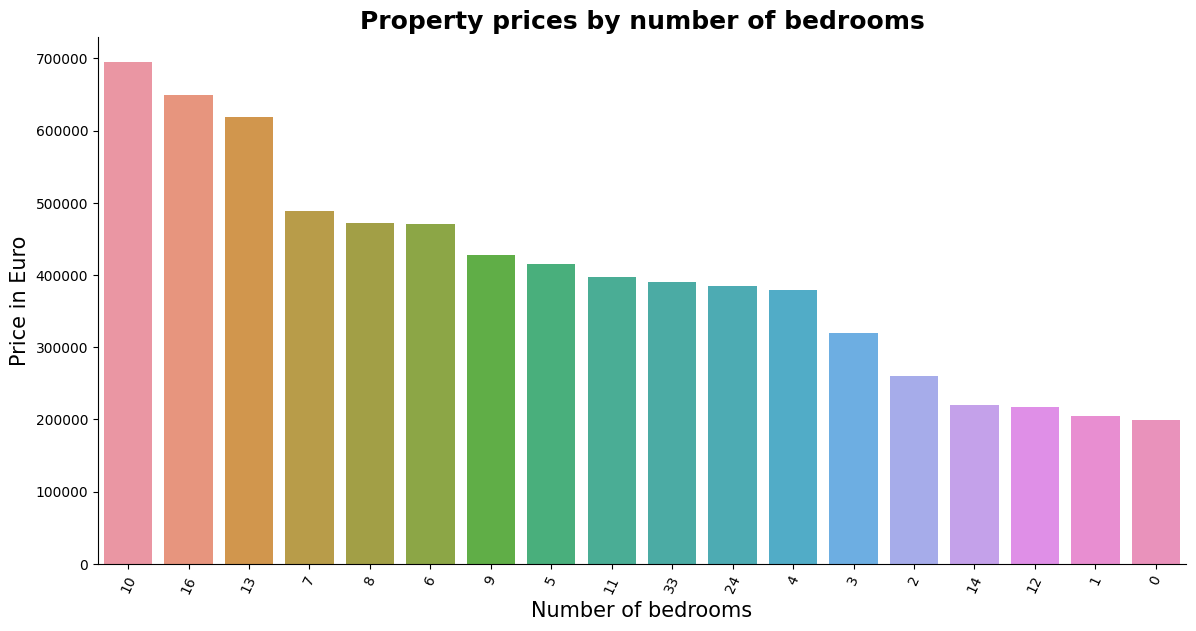 Property prices by number of bedrooms
700000
600000
500000
400000
300000
200000
100000
0
Price in Euro
10 16 13 7 8 6 9 5 11 33 24 4 3 2 14 12 1 0
Number of bedrooms